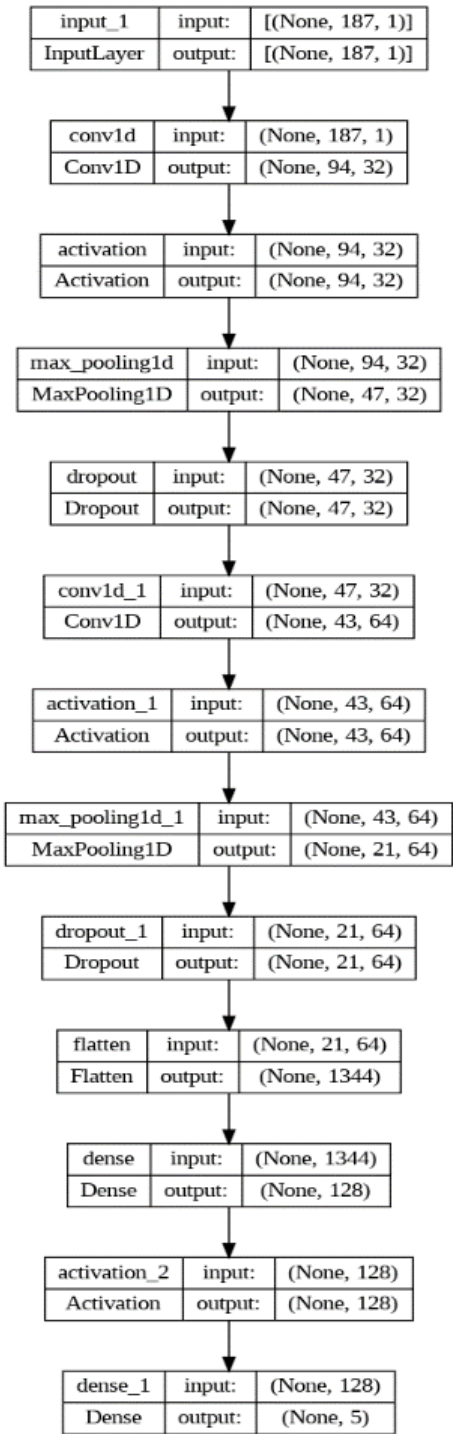 input_1 input: [(None, 187, 1)]
InputLayer output: [(None, 187, 1)]
conv1d input: (None, 187, 1)
Conv1D output: (None, 94, 32)
activation input: (None, 94, 32)
Activation output: (None, 94, 32)
max_pooling1d input: (None, 94, 32)
MaxPooling1D output: (None, 47, 32)
dropout input: (None, 47, 32)
Dropout output: (None, 47, 32)
conv1d_1 input: (None, 47, 32)
Conv1D output: (None, 43, 64)
activation_1 input: (None, 43, 64)
Activation output: (None, 43, 64)
max_pooling1d_1 input: (None, 43, 64)
MaxPooling1D output: (None, 21, 64)
dropout_1 input: (None, 21, 64)
Dropout output: (None, 21, 64)
flatten input: (None, 21, 64)
Flatten output: (None, 1344)
dense input: (None, 1344)
Dense output: (None, 128)
activation_2 input: (None, 128)
Activation output: (None, 128)
dense_1 input: (None, 128)
Dense output: (None, 5)